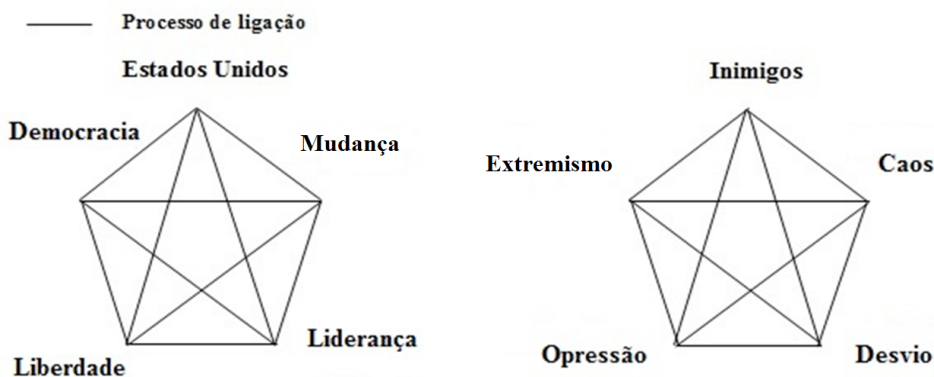 Processo de ligação
Estados Unidos
Democracia
Mudança
Liberdade
Liderança
Inimigos
Extremismo
Caos
Opressão
Desvio